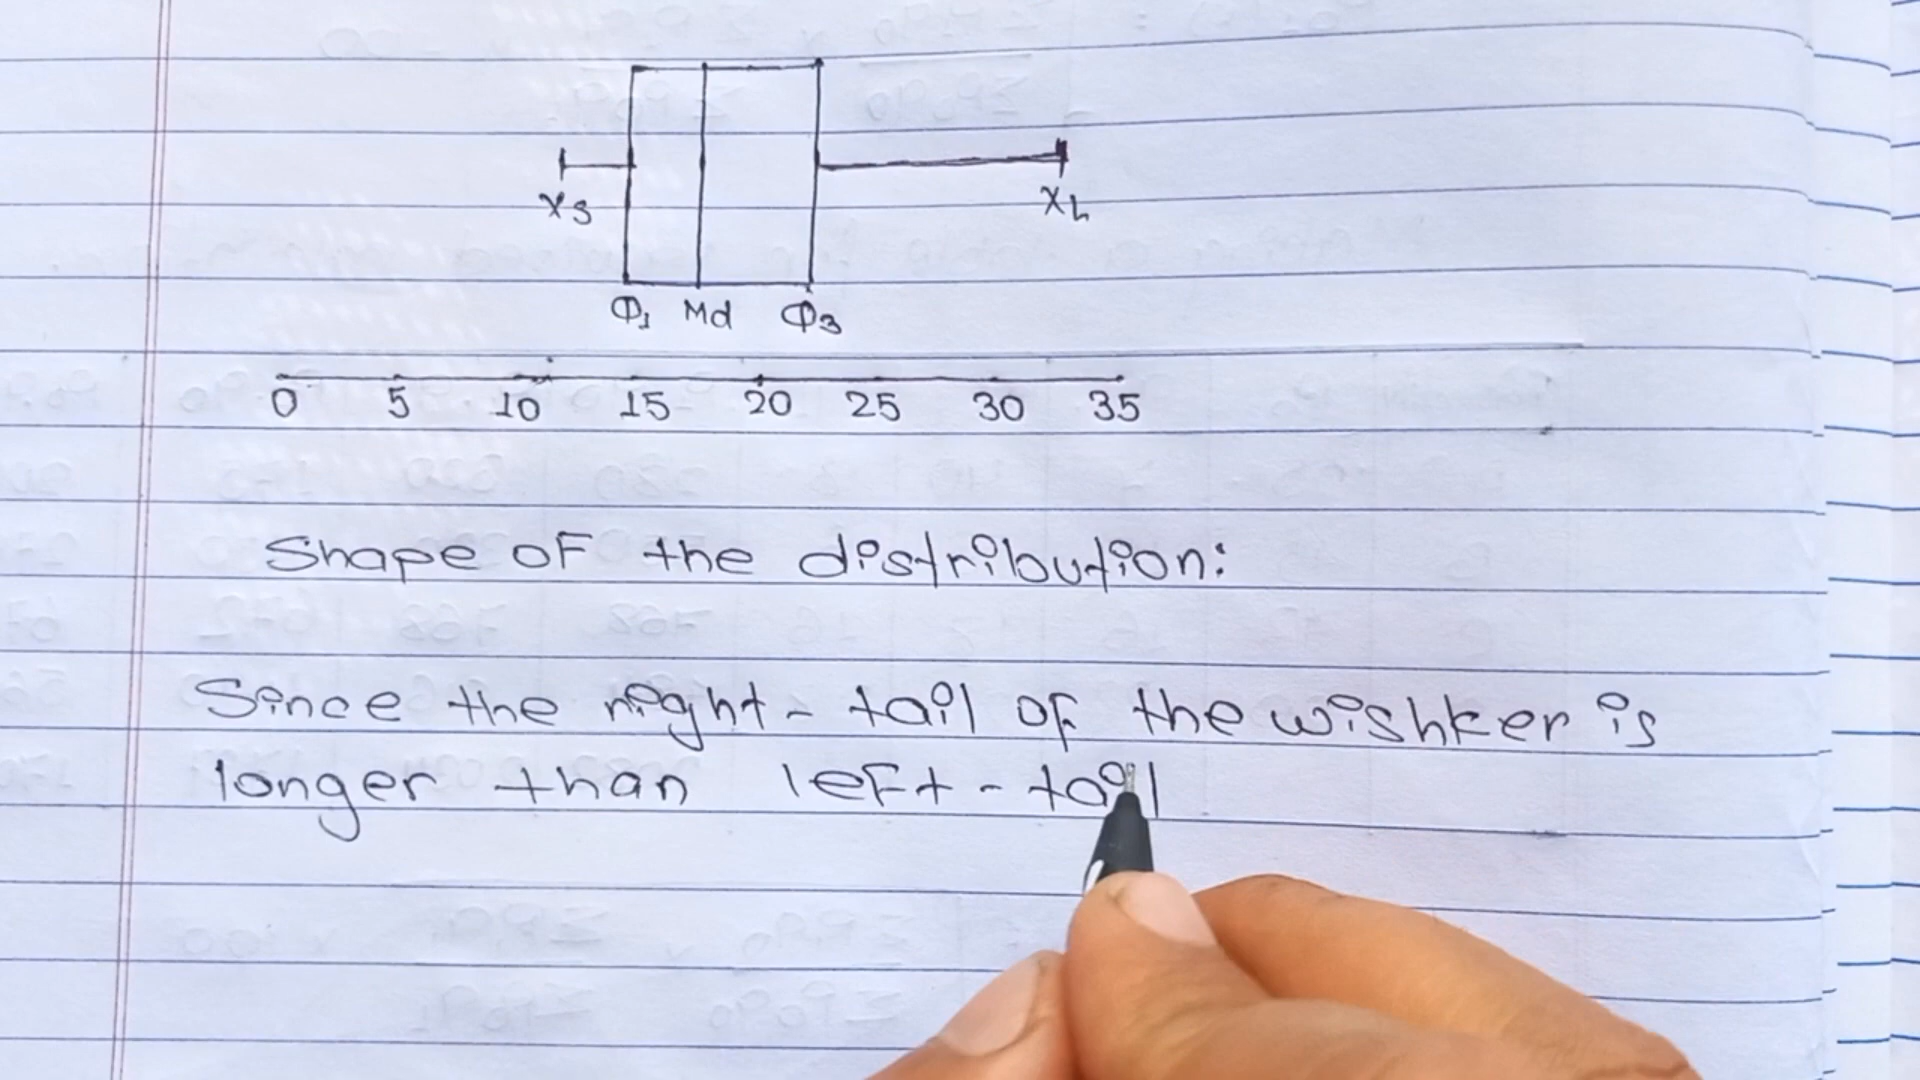 Xs XL
Q1 Md Q3
0 5 10 15 20 25 30 35
Shape of the distribution:
Since the right-tail of the wishker is
longer than left-tail